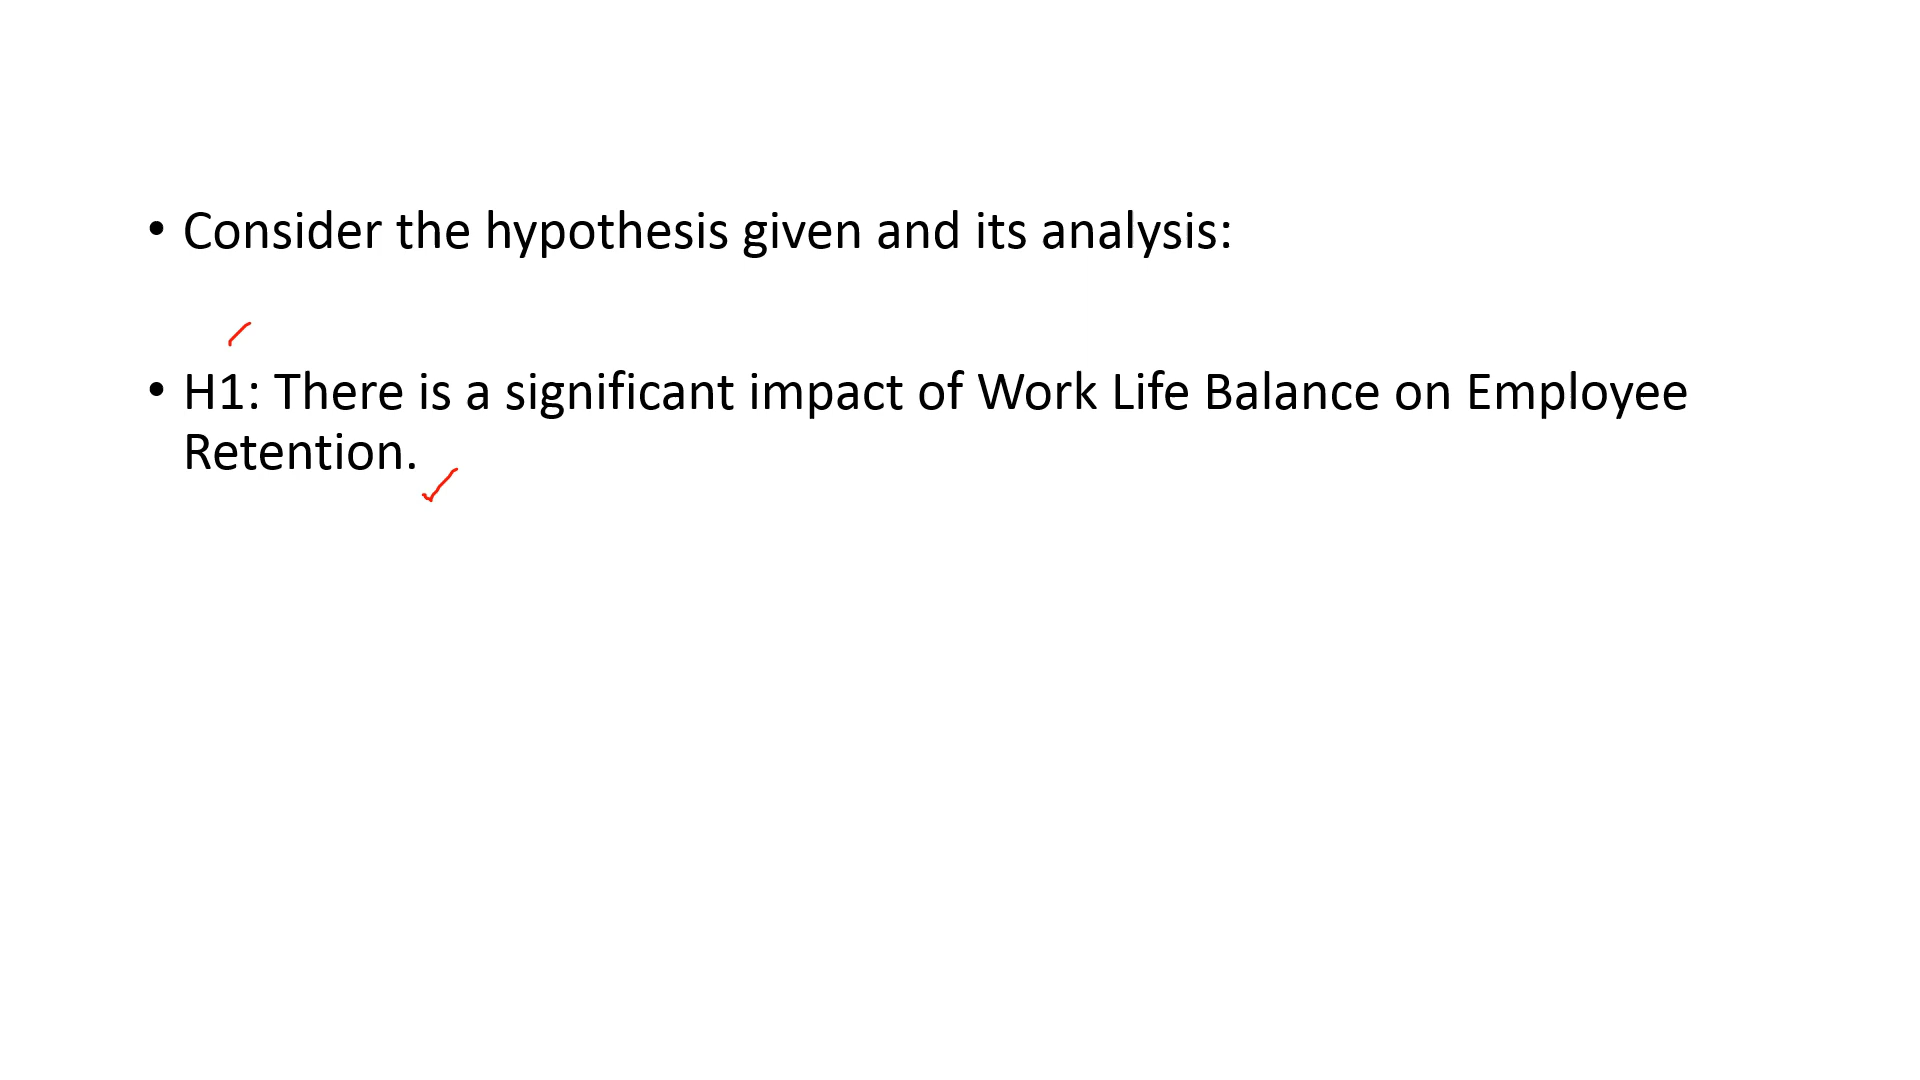 • Consider the hypothesis given and its analysis:
• H1: There is a significant impact of Work Life Balance on Employee
Retention.